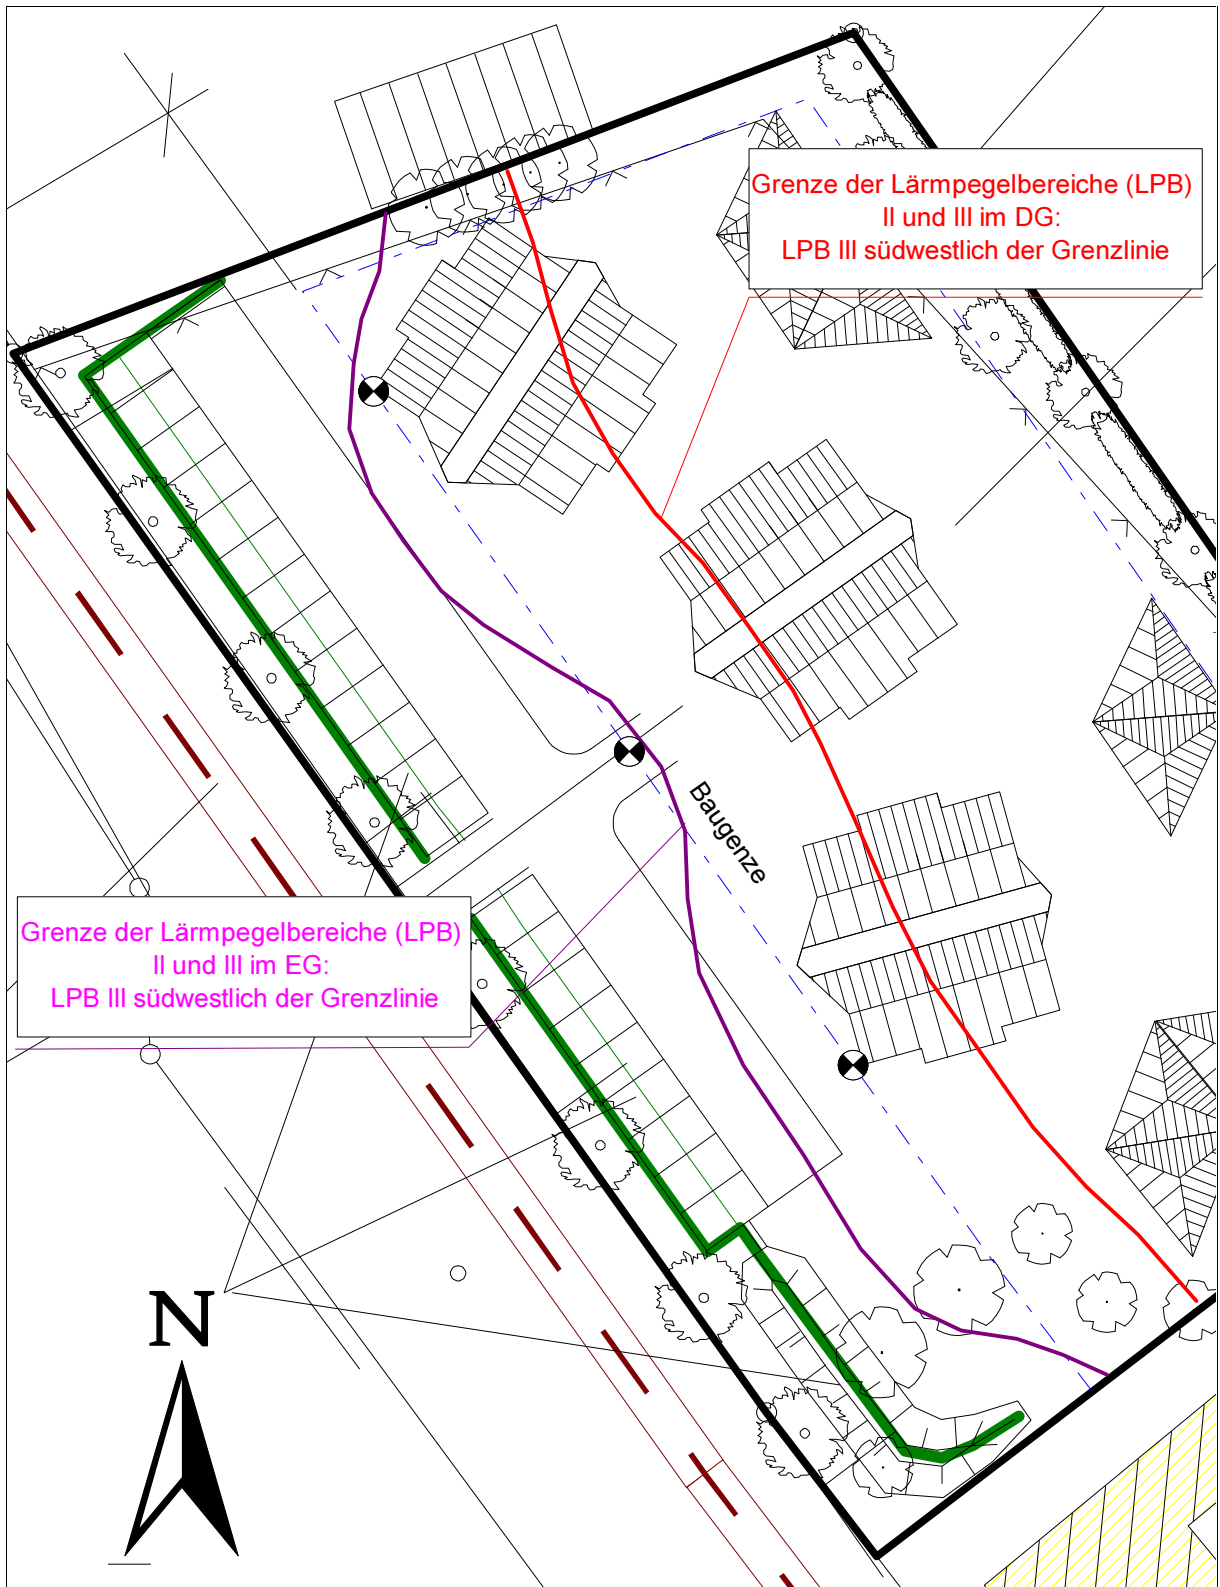 Grenze der Lärmpegelbereiche (LPB)
II und III im DG:
LPB III südwestlich der Grenzlinie
Baugenze
Grenze der Lärmpegelbereiche (LPB)
II und III im EG:
LPB III südwestlich der Grenzlinie
N